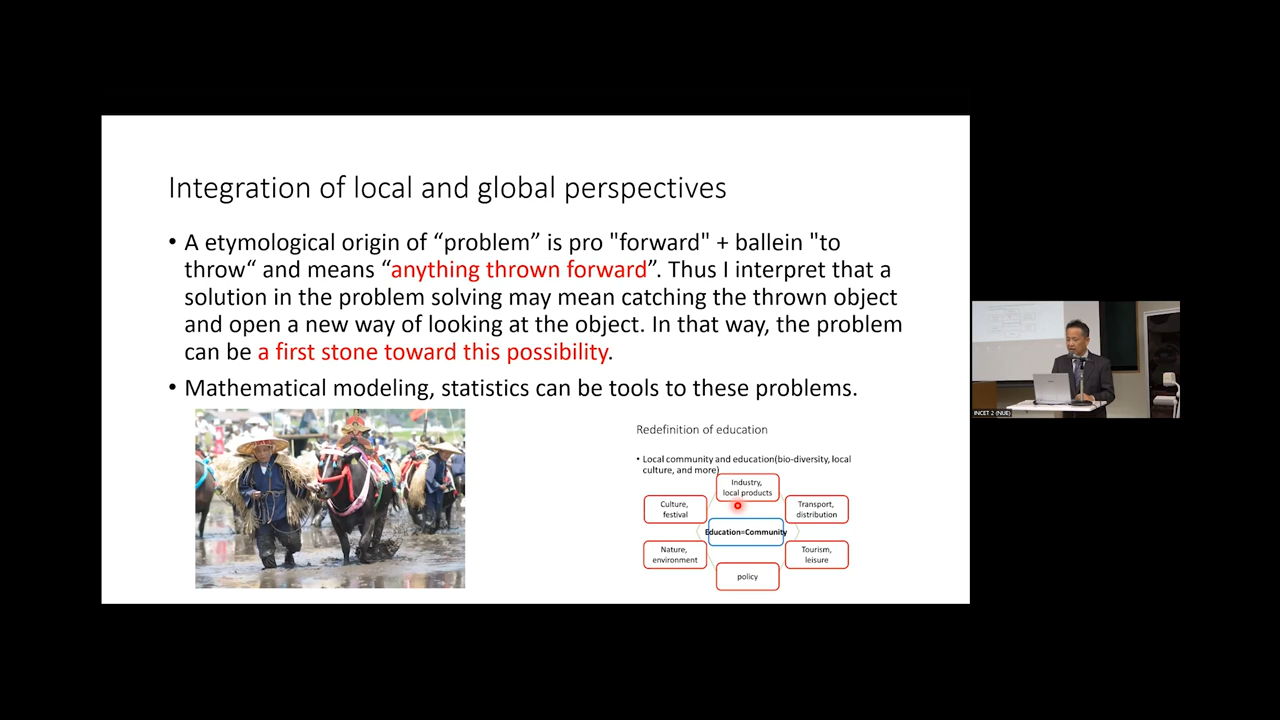 Integration of local and global perspectives
• A etymological origin of “problem” is pro "forward" + ballein "to
throw“ and means “anything thrown forward”. Thus I interpret that a
solution in the problem solving may mean catching the thrown object
and open a new way of looking at the object. In that way, the problem
can be a first stone toward this possibility.
• Mathematical modeling, statistics can be tools to these problems.
Redefinition of education
• Local community and education(bio-diversity, local
culture, and more)
Industry,
local products
Culture,
festival
Transport,
distribution
Education=Community
Nature,
environment
Tourism,
leisure
policy
INCET 2 (NUE)